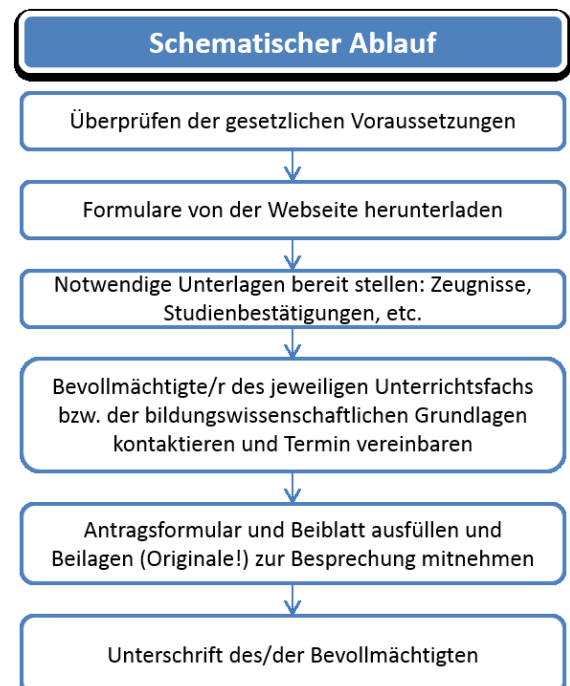 Schematischer Ablauf
Überprüfen der gesetzlichen Voraussetzungen
Formulare von der Webseite herunterladen
Notwendige Unterlagen bereit stellen: Zeugnisse,
Studienbestätigungen, etc.
Bevollmächtigte/r des jeweiligen Unterrichtsfachs
bzw. der bildungswissenschaftlichen Grundlagen
kontaktieren und Termin vereinbaren
Antragsformular und Beiblatt ausfüllen und
Beilagen (Originale!) zur Besprechung mitnehmen
Unterschrift des/der Bevollmächtigten